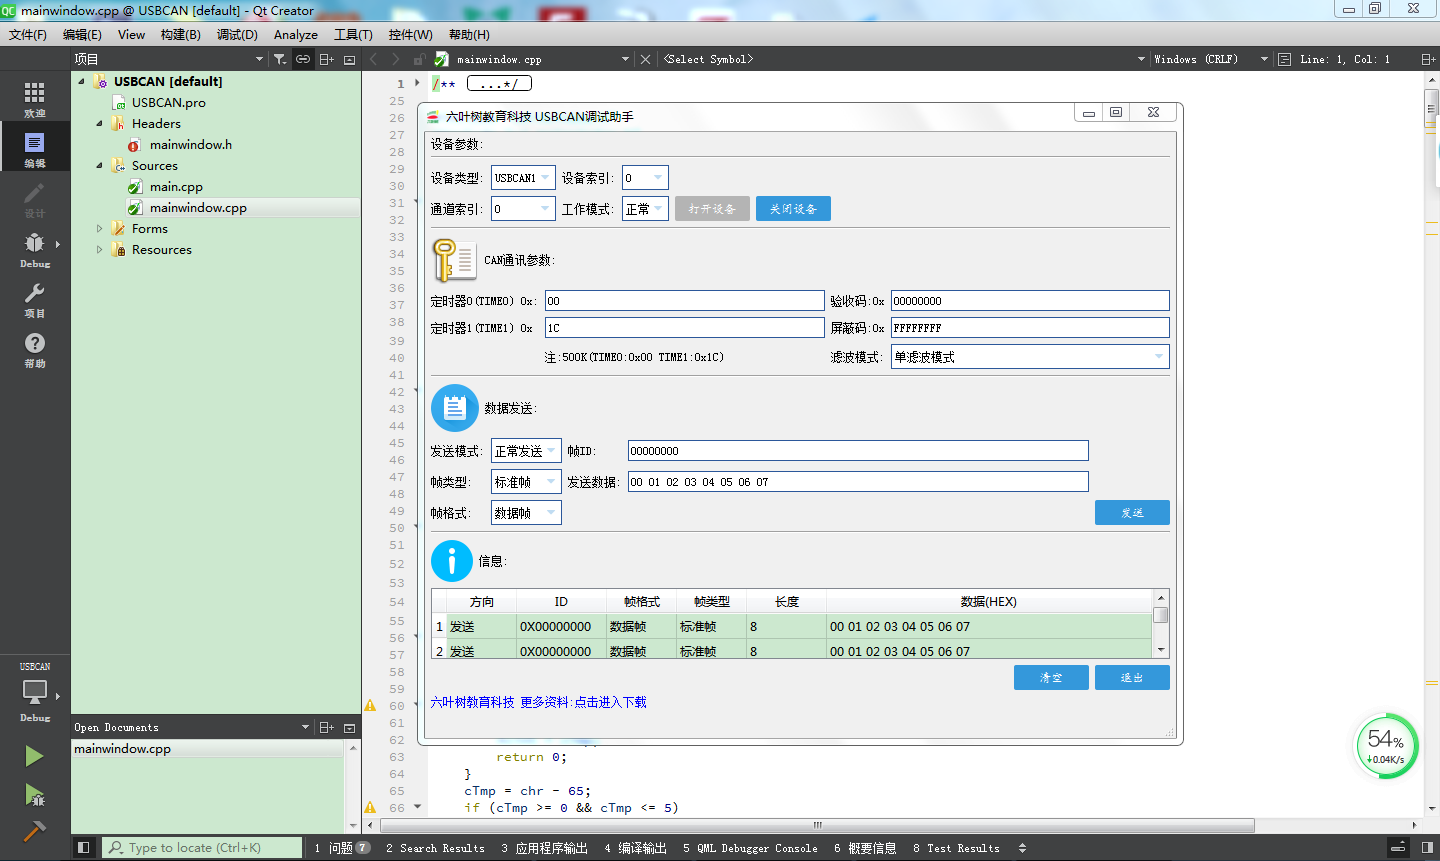 mainwindow.cpp @ USBCAN [default] - Qt Creator
文件(F) 编辑(E) View 构建(B) 调试(D) Analyze 工具(T) 控件(W) 帮助(H)
项目
mainwindow.cpp
<Select Symbol>
Windows (CRLF)
Line: 1, Col: 1
欢迎
编辑
设计
Debug
项目
帮助
USBCAN
Debug
USBCAN [default]
USBCAN.pro
Headers
mainwindow.h
Sources
main.cpp
mainwindow.cpp
Forms
Resources
Open Documents
mainwindow.cpp
1 /** ...*/
25
26
27
28
29
30
31
32
33
34
35
36
37
38
39
40
41
42
43
44
45
46
47
48
49
50
51
52
53
54
55
56
57
58
59
60
61
62
63 return 0;
64 }
65 cTmp = chr - 65;
66 if (cTmp >= 0 && cTmp <= 5)
六叶树教育科技 USBCAN调试助手
设备参数:
设备类型: USBCAN1 设备索引: 0
通道索引: 0 工作模式: 正常 打开设备 关闭设备
CAN通讯参数:
定时器0(TIME0) 0x: 00 验收码:0x 00000000
定时器1(TIME1) 0x 1C 屏蔽码:0x FFFFFFFF
注:500K(TIME0:0x00 TIME1:0x1C) 滤波模式: 单滤波模式
数据发送:
发送模式: 正常发送 帧ID: 00000000
帧类型: 标准帧 发送数据: 00 01 02 03 04 05 06 07
帧格式: 数据帧 发送
信息:
方向 ID 帧格式 帧类型 长度 数据(HEX)
1 发送 0X00000000 数据帧 标准帧 8 00 01 02 03 04 05 06 07
2 发送 0X00000000 数据帧 标准帧 8 00 01 02 03 04 05 06 07
清空 退出
六叶树教育科技 更多资料:点击进入下载
54%
0.04K/s
Type to locate (Ctrl+K)
1 问题 7 2 Search Results 3 应用程序输出 4 编译输出 5 QML Debugger Console 6 概要信息 8 Test Results